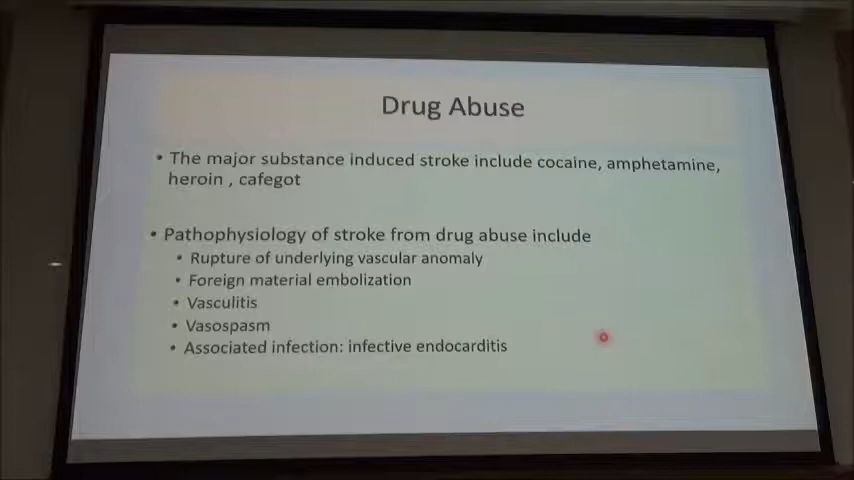 Drug Abuse
• The major substance induced stroke include cocaine, amphetamine,
heroin , cafegot
• Pathophysiology of stroke from drug abuse include
• Rupture of underlying vascular anomaly
• Foreign material embolization
• Vasculitis
• Vasospasm
• Associated infection: infective endocarditis